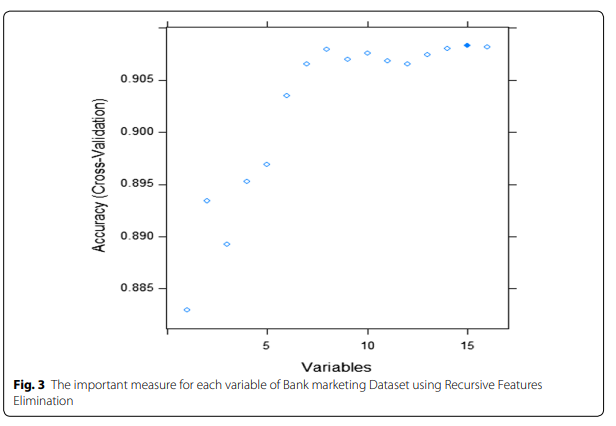 0.905
0.900
0.895
0.890
0.885
Accuracy (Cross-Validation)
5 10 15
Variables
Fig. 3 The important measure for each variable of Bank marketing Dataset using Recursive Features
Elimination